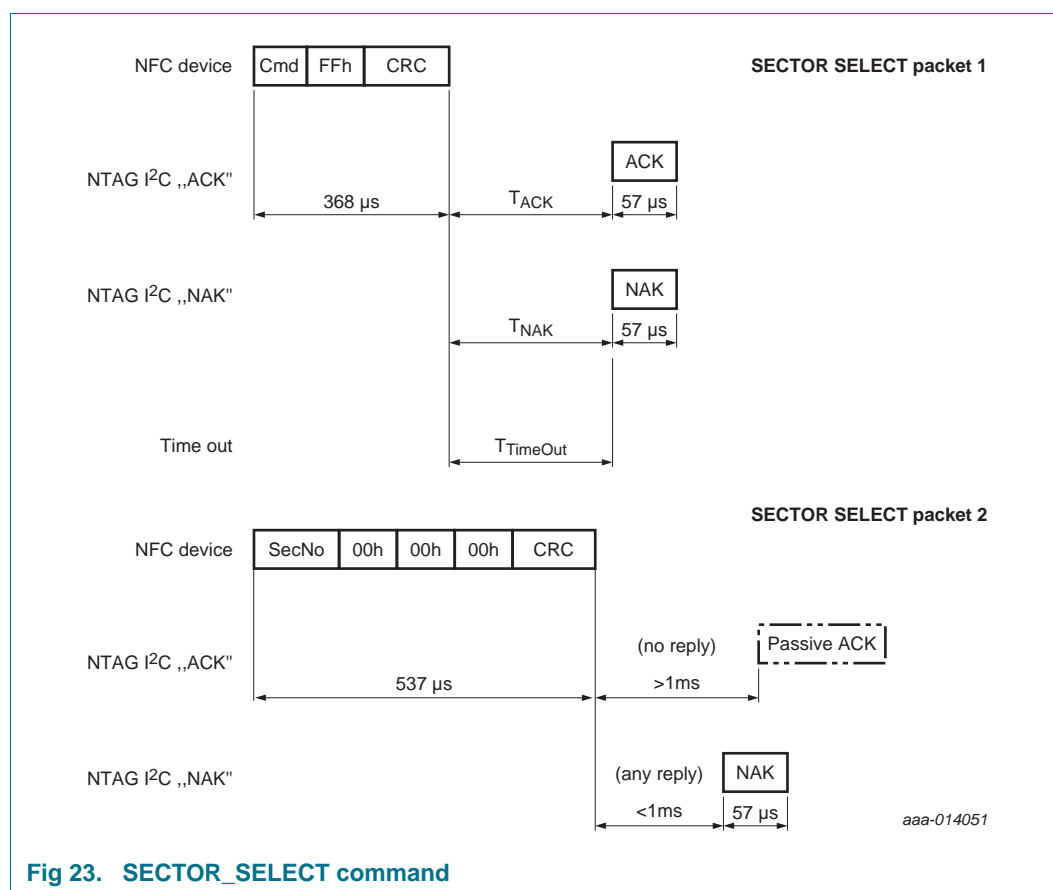 NFC device Cmd FFh CRC SECTOR SELECT packet 1
ACK
NTAG I2C ,,ACK"
368 µs TACK 57 µs
NAK
NTAG I2C ,,NAK"
TNAK 57 µs
Time out TTimeOut
SECTOR SELECT packet 2
NFC device SecNo 00h 00h 00h CRC
(no reply) Passive ACK
NTAG I2C ,,ACK"
537 µs >1ms
NTAG I2C ,,NAK" (any reply) NAK
<1ms 57 µs aaa-014051
Fig 23. SECTOR_SELECT command